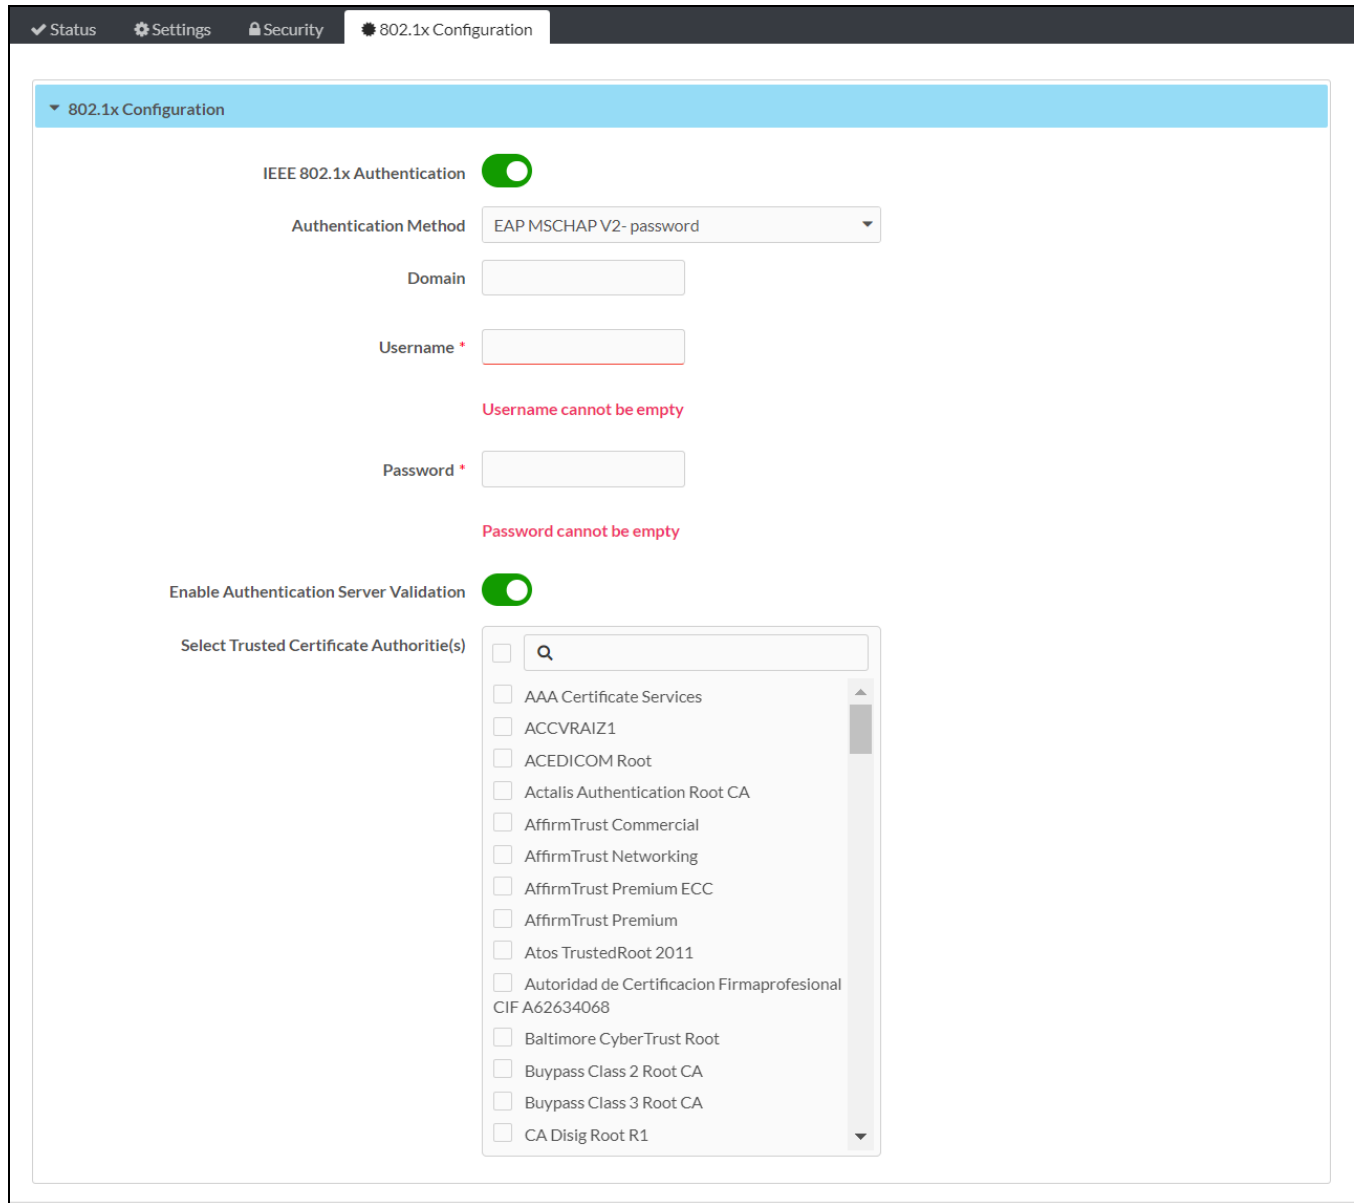 Status Settings Security 802.1x Configuration
802.1x Configuration
IEEE 802.1x Authentication
Authentication Method EAP MSCHAP V2- password
Domain
Username *
Username cannot be empty
Password *
Password cannot be empty
Enable Authentication Server Validation
Select Trusted Certificate Authoritie(s)
AAA Certificate Services
ACCVRAIZ1
ACEDICOM Root
Actalis Authentication Root CA
AffirmTrust Commercial
AffirmTrust Networking
AffirmTrust Premium ECC
AffirmTrust Premium
Atos TrustedRoot 2011
Autoridad de Certificacion Firmaprofesional
CIF A62634068
Baltimore CyberTrust Root
Buypass Class 2 Root CA
Buypass Class 3 Root CA
CA Disig Root R1